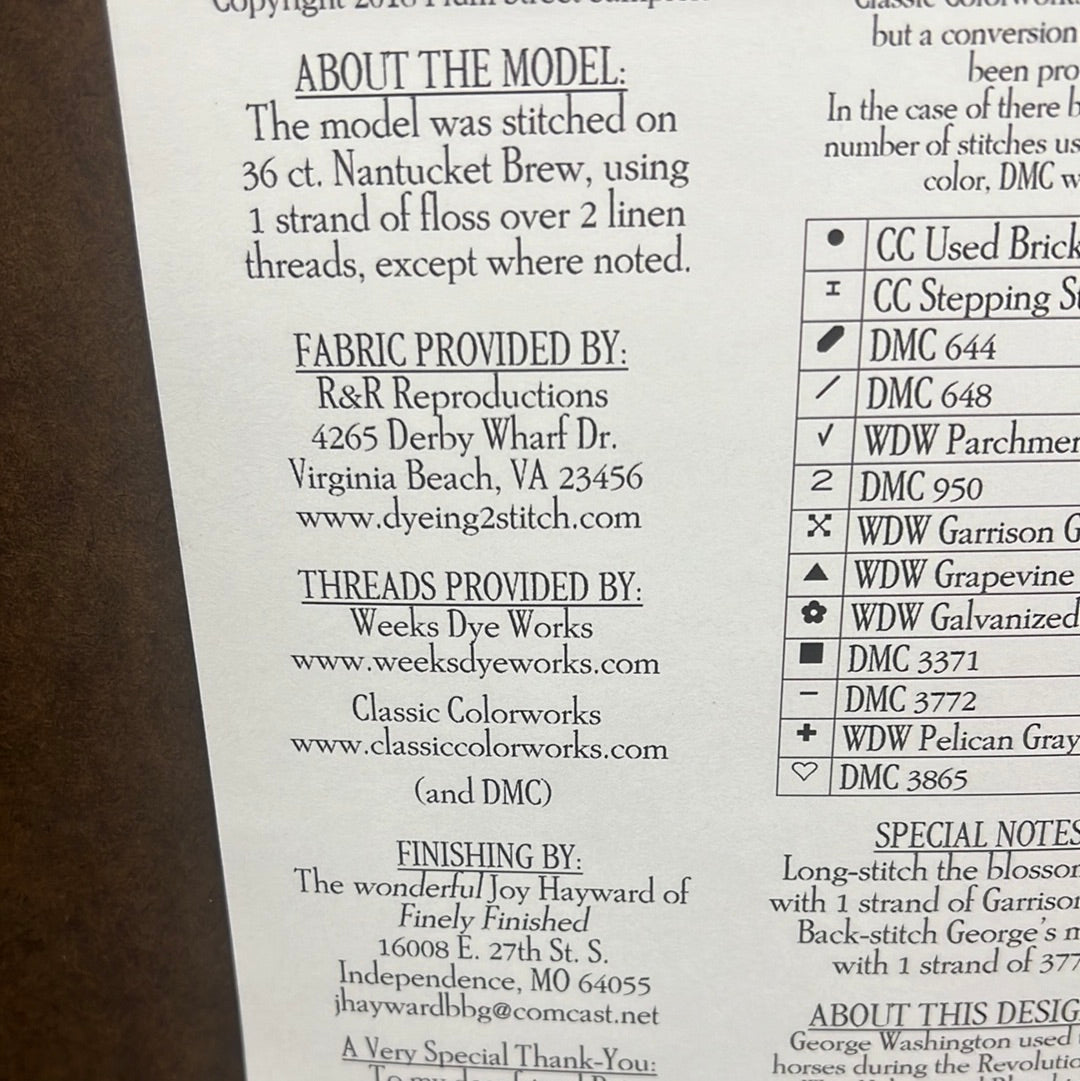 Copyright 2018 Plum Street
ABOUT THE MODEL:
The model was stitched on
36 ct. Nantucket Brew, using
1 strand of floss over 2 linen
threads, except where noted.
FABRIC PROVIDED BY:
R&R Reproductions
4265 Derby Wharf Dr.
Virginia Beach, VA 23456
www.dyeing2stitch.com
THREADS PROVIDED BY:
Weeks Dye Works
www.weeksdyeworks.com
Classic Colorworks
www.classiccolorworks.com
(and DMC)
FINISHING BY:
The wonderful Joy Hayward of
Finely Finished
16008 E. 27th St. S.
Independence, MO 64055
jhaywardbbg@comcast.net
A Very Special Thank-You:
but a conversion
been pro
In the case of there b
number of stitches us
color, DMC w
CC Used Brick
CC Stepping St
DMC 644
DMC 648
WDW Parchmen
2 DMC 950
WDW Garrison G
WDW Grapevine
WDW Galvanized
DMC 3371
DMC 3772
WDW Pelican Gray
DMC 3865
SPECIAL NOTES
Long-stitch the blossom
with 1 strand of Garrison
Back-stitch George's m
with 1 strand of 377
ABOUT THIS DESIG
George Washington used
horses during the Revolutio